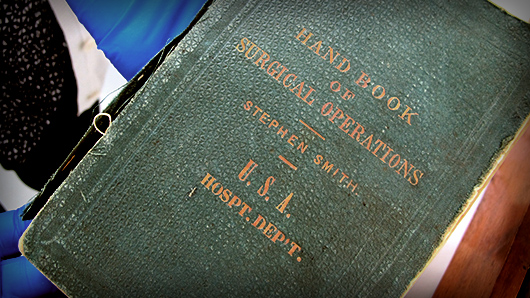 HAND BOOK
OF
SURGICAL OPERATIONS
STEPHEN SMITH
U. S. A.
HOSPT. DEP'T.